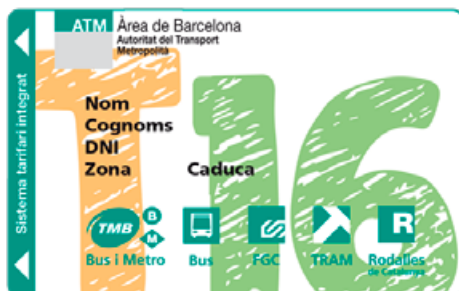 ATM Àrea de Barcelona
Autoritat del Transport
Metropolità
Sistema tarifari integrat
T16
Nom
Cognoms
DNI
Zona Caduca
TMB B
M
R
Bus i Metro Bus FGC TRAM Rodalies
de Catalunya